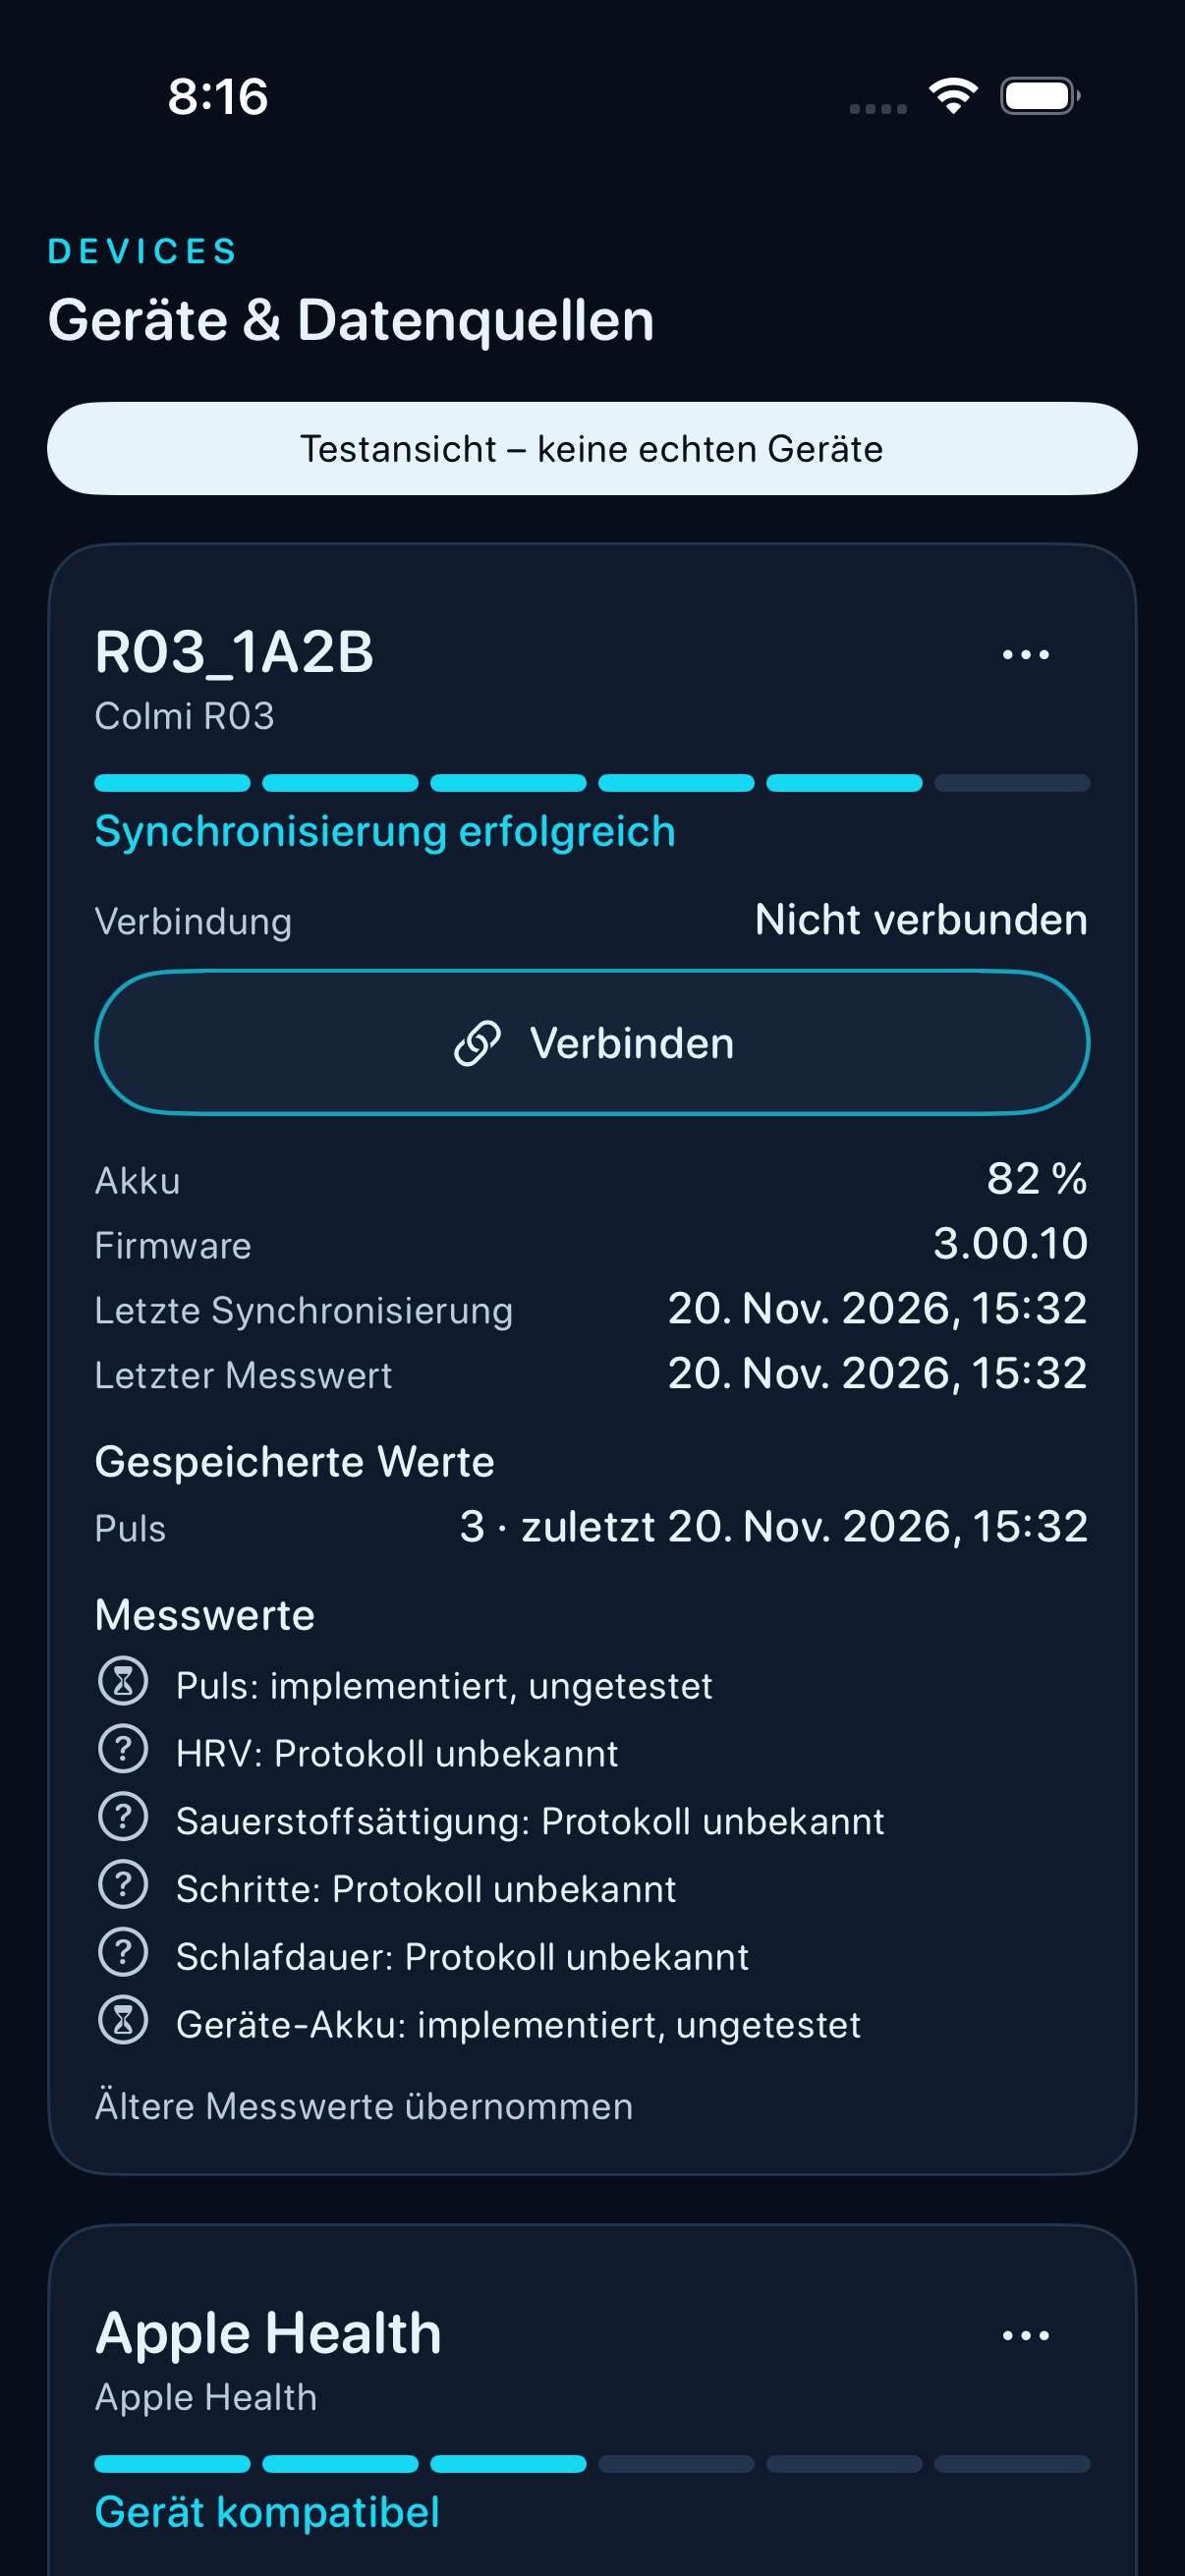 8:16
DEVICES
Geräte & Datenquellen
Testansicht – keine echten Geräte
R03_1A2B
Colmi R03
Synchronisierung erfolgreich
Verbindung Nicht verbunden
Verbinden
Akku 82 %
Firmware 3.00.10
Letzte Synchronisierung 20. Nov. 2026, 15:32
Letzter Messwert 20. Nov. 2026, 15:32
Gespeicherte Werte
Puls 3 · zuletzt 20. Nov. 2026, 15:32
Messwerte
Puls: implementiert, ungetestet
? HRV: Protokoll unbekannt
? Sauerstoffsättigung: Protokoll unbekannt
? Schritte: Protokoll unbekannt
? Schlafdauer: Protokoll unbekannt
Geräte-Akku: implementiert, ungetestet
Ältere Messwerte übernommen
Apple Health
Apple Health
Gerät kompatibel